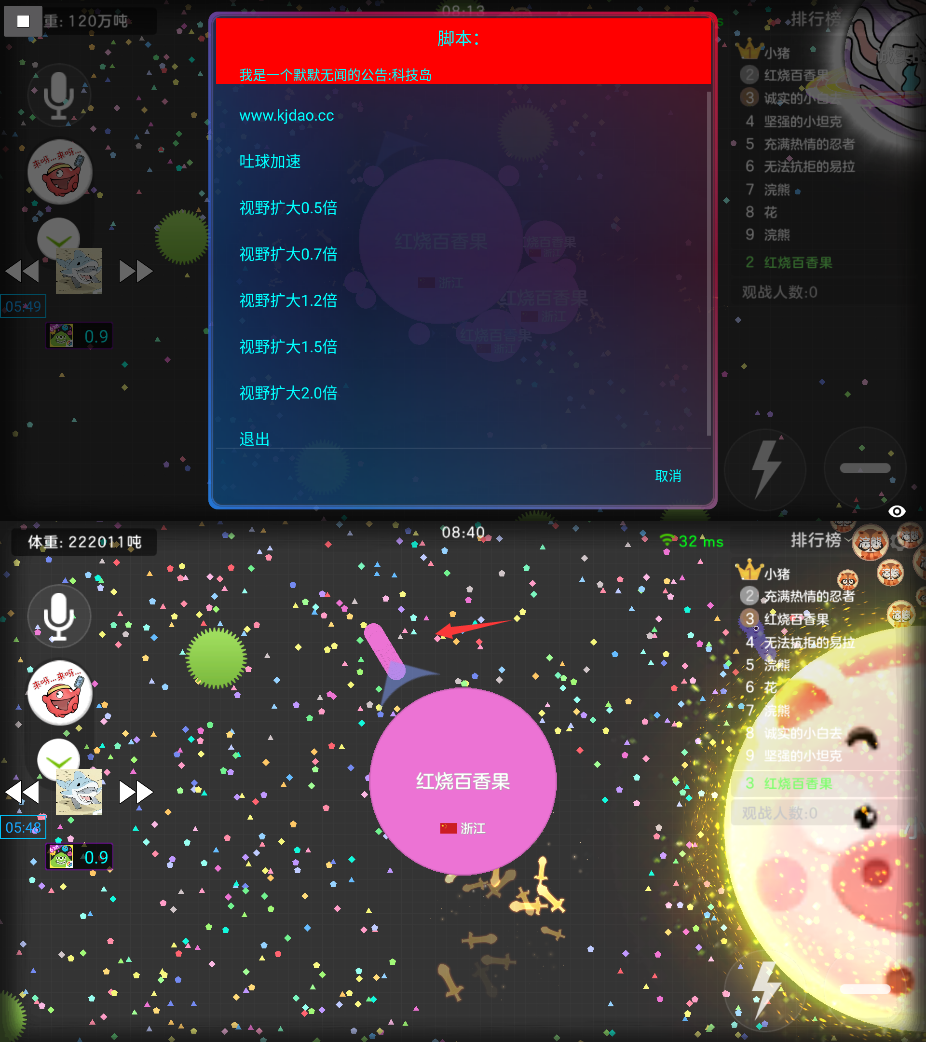 重: 120万吨
08:13
脚本：
我是一个默默无闻的公告:科技岛
www.kjdao.cc
吐球加速
视野扩大0.5倍
视野扩大0.7倍
视野扩大1.2倍
视野扩大1.5倍
视野扩大2.0倍
退出
取消
来呀...来呀...
05:49
0.9
红烧百香果
浙江
红烧百香果
浙江
排行榜
小猪
2 红烧百香果
3 诚实的小白去
4 坚强的小坦克
5 充满热情的忍者
6 无法抗拒的易拉
7 浣熊
8 花
9 浣熊
2 红烧百香果
观战人数:0
体重: 222011吨
08:40
32 ms
来呀...来呀...
05:48
0.9
红烧百香果
浙江
排行榜
小猪
2 充满热情的忍者
3 红烧百香果
4 无法抗拒的易拉
5 浣熊
6 花
7 浣熊
8 诚实的小白去
9 坚强的小坦克
3 红烧百香果
观战人数:0